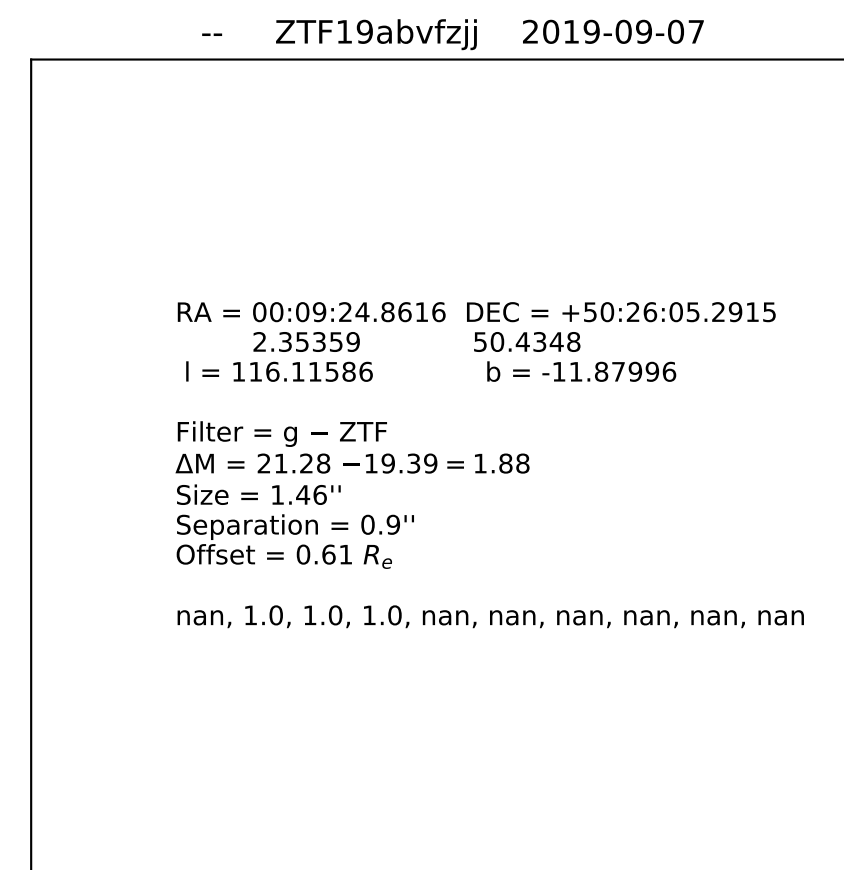 -- ZTF19abvfzjj 2019-09-07
RA = 00:09:24.8616 DEC = +50:26:05.2915
2.35359 50.4348
l = 116.11586 b = -11.87996
Filter = g − ZTF
ΔM = 21.28 −19.39 = 1.88
Size = 1.46''
Separation = 0.9''
Offset = 0.61 Re
nan, 1.0, 1.0, 1.0, nan, nan, nan, nan, nan, nan